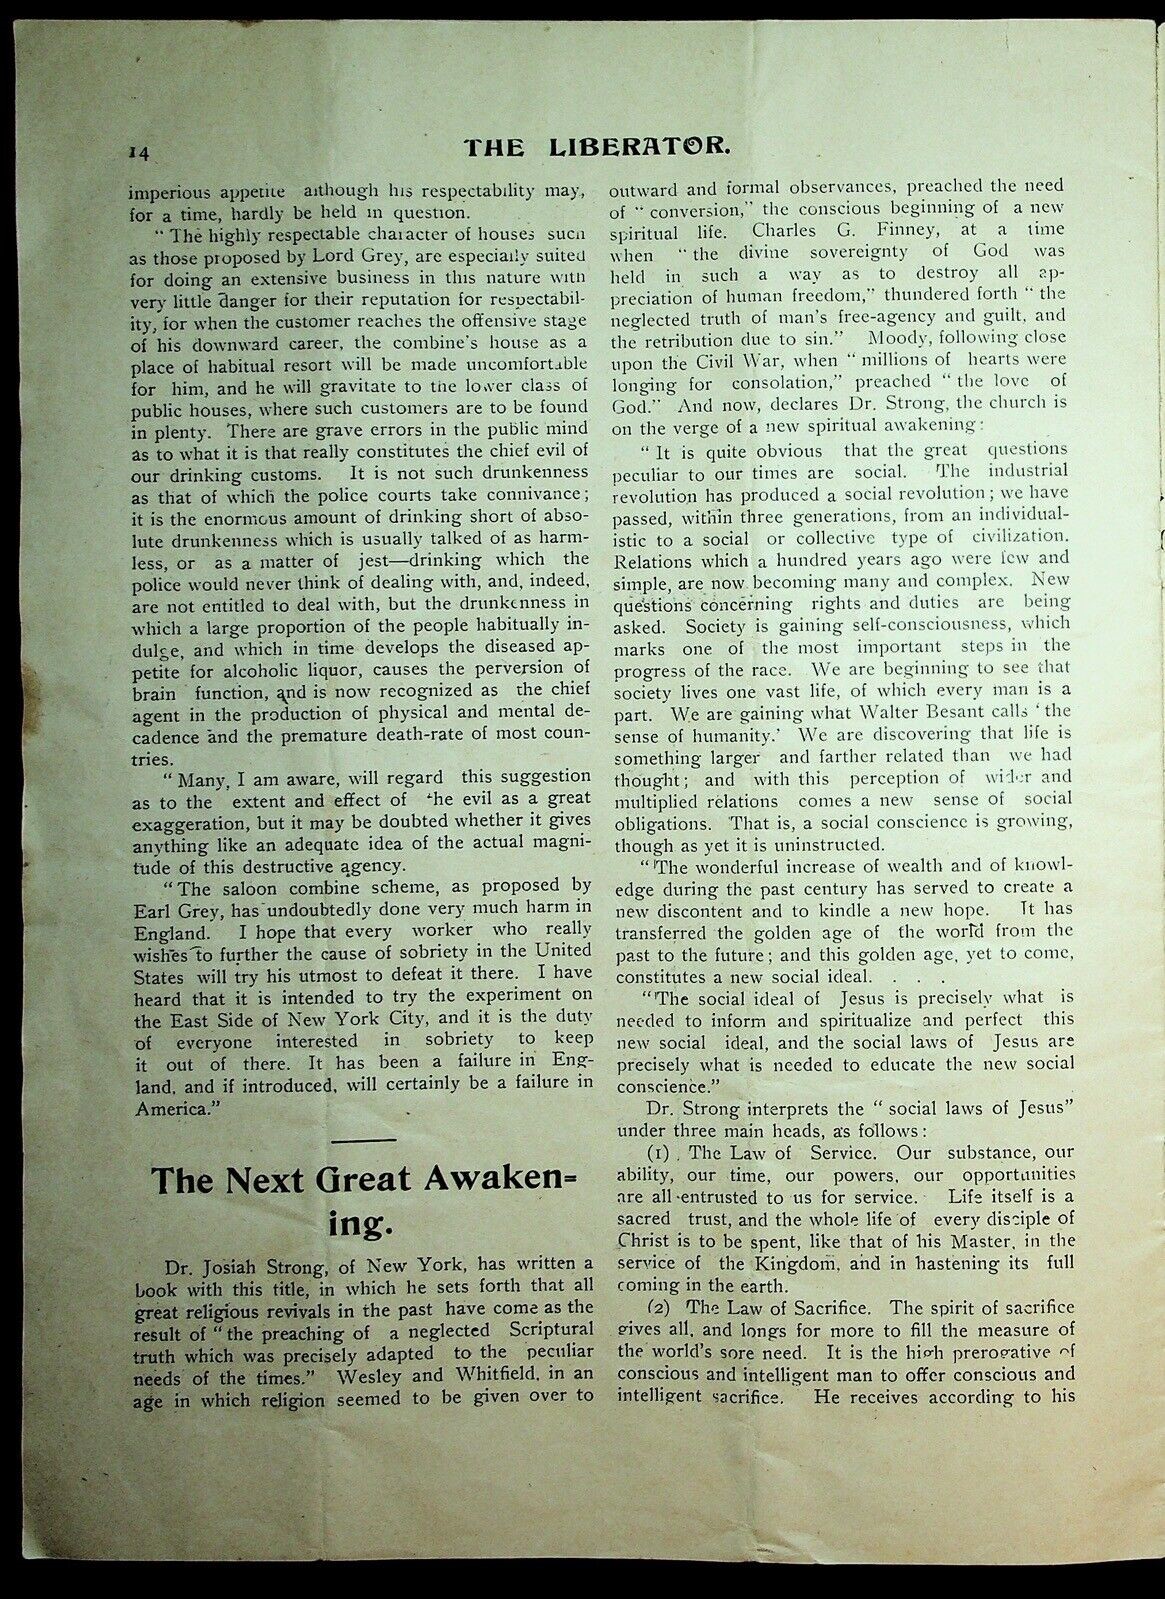 14
THE LIBERATOR.
imperious appetite although his respectability may,
for a time, hardly be held in question.
" The highly respectable character of houses such
as those proposed by Lord Grey, are especially suited
for doing an extensive business in this nature with
very little danger for their reputation for respectabil-
ity, for when the customer reaches the offensive stage
of his downward career, the combine's house as a
place of habitual resort will be made uncomfortable
for him, and he will gravitate to the lower class of
public houses, where such customers are to be found
in plenty. There are grave errors in the public mind
as to what it is that really constitutes the chief evil of
our drinking customs. It is not such drunkenness
as that of which the police courts take connivance;
it is the enormous amount of drinking short of abso-
lute drunkenness which is usually talked of as harm-
less, or as a matter of jest—drinking which the
police would never think of dealing with, and, indeed,
are not entitled to deal with, but the drunkenness in
which a large proportion of the people habitually in-
dulge, and which in time develops the diseased ap-
petite for alcoholic liquor, causes the perversion of
brain function, and is now recognized as the chief
agent in the production of physical and mental de-
cadence and the premature death-rate of most coun-
tries.
" Many, I am aware, will regard this suggestion
as to the extent and effect of the evil as a great
exaggeration, but it may be doubted whether it gives
anything like an adequate idea of the actual magni-
tude of this destructive agency.
" The saloon combine scheme, as proposed by
Earl Grey, has undoubtedly done very much harm in
England. I hope that every worker who really
wishes to further the cause of sobriety in the United
States will try his utmost to defeat it there. I have
heard that it is intended to try the experiment on
the East Side of New York City, and it is the duty
of everyone interested in sobriety to keep
it out of there. It has been a failure in Eng-
land, and if introduced, will certainly be a failure in
America."
The Next Great Awaken-
ing.
Dr. Josiah Strong, of New York, has written a
book with this title, in which he sets forth that all
great religious revivals in the past have come as the
result of " the preaching of a neglected Scriptural
truth which was precisely adapted to the peculiar
needs of the times." Wesley and Whitfield, in an
age in which religion seemed to be given over to
outward and formal observances, preached the need
of " conversion," the conscious beginning of a new
spiritual life. Charles G. Finney, at a time
when " the divine sovereignty of God was
held in such a way as to destroy all ap-
preciation of human freedom," thundered forth " the
neglected truth of man's free-agency and guilt, and
the retribution due to sin." Moody, following close
upon the Civil War, when " millions of hearts were
longing for consolation," preached " the love of
God." And now, declares Dr. Strong, the church is
on the verge of a new spiritual awakening:
" It is quite obvious that the great questions
peculiar to our times are social. The industrial
revolution has produced a social revolution; we have
passed, within three generations, from an individual-
istic to a social or collective type of civilization.
Relations which a hundred years ago were few and
simple, are now becoming many and complex. New
questions concerning rights and duties are being
asked. Society is gaining self-consciousness, which
marks one of the most important steps in the
progress of the race. We are beginning to see that
society lives one vast life, of which every man is a
part. We are gaining what Walter Besant calls ' the
sense of humanity.' We are discovering that life is
something larger and farther related than we had
thought; and with this perception of wider and
multiplied relations comes a new sense of social
obligations. That is, a social conscience is growing,
though as yet it is uninstructed.
" The wonderful increase of wealth and of knowl-
edge during the past century has served to create a
new discontent and to kindle a new hope. It has
transferred the golden age of the world from the
past to the future; and this golden age, yet to come,
constitutes a new social ideal. . . .
" The social ideal of Jesus is precisely what is
needed to inform and spiritualize and perfect this
new social ideal, and the social laws of Jesus are
precisely what is needed to educate the new social
conscience."
Dr. Strong interprets the " social laws of Jesus"
under three main heads, as follows:
(1) The Law of Service. Our substance, our
ability, our time, our powers, our opportunities
are all entrusted to us for service. Life itself is a
sacred trust, and the whole life of every disciple of
Christ is to be spent, like that of his Master, in the
service of the Kingdom, and in hastening its full
coming in the earth.
(2) The Law of Sacrifice. The spirit of sacrifice
gives all, and longs for more to fill the measure of
the world's sore need. It is the high prerogative of
conscious and intelligent man to offer conscious and
intelligent sacrifice. He receives according to his